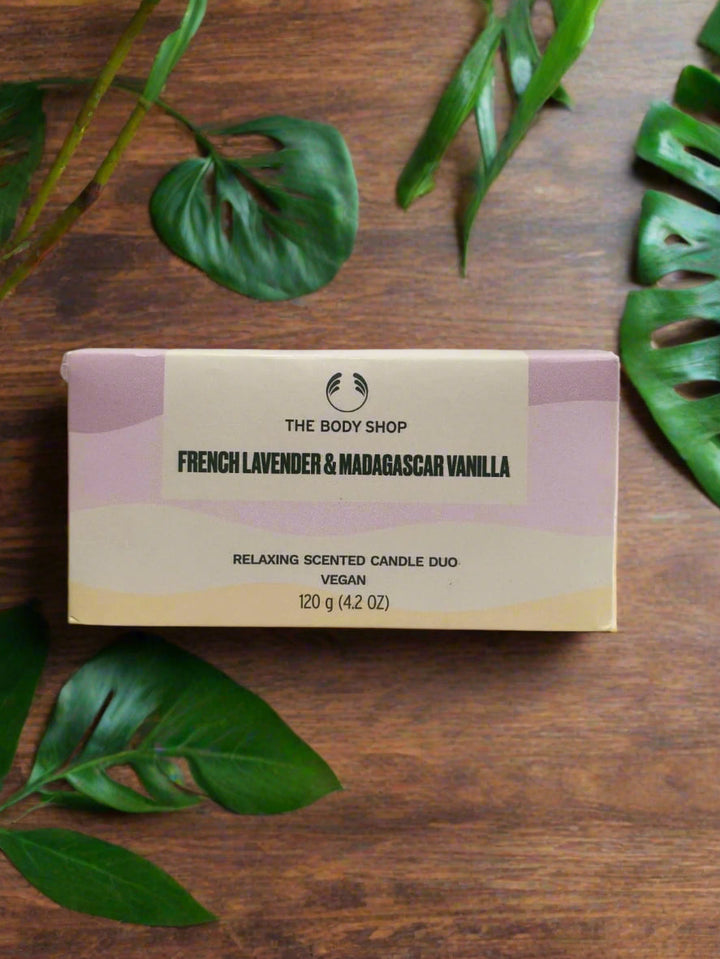 THE BODY SHOP
FRENCH LAVENDER & MADAGASCAR VANILLA
RELAXING SCENTED CANDLE DUO
VEGAN
120 g (4.2 OZ)